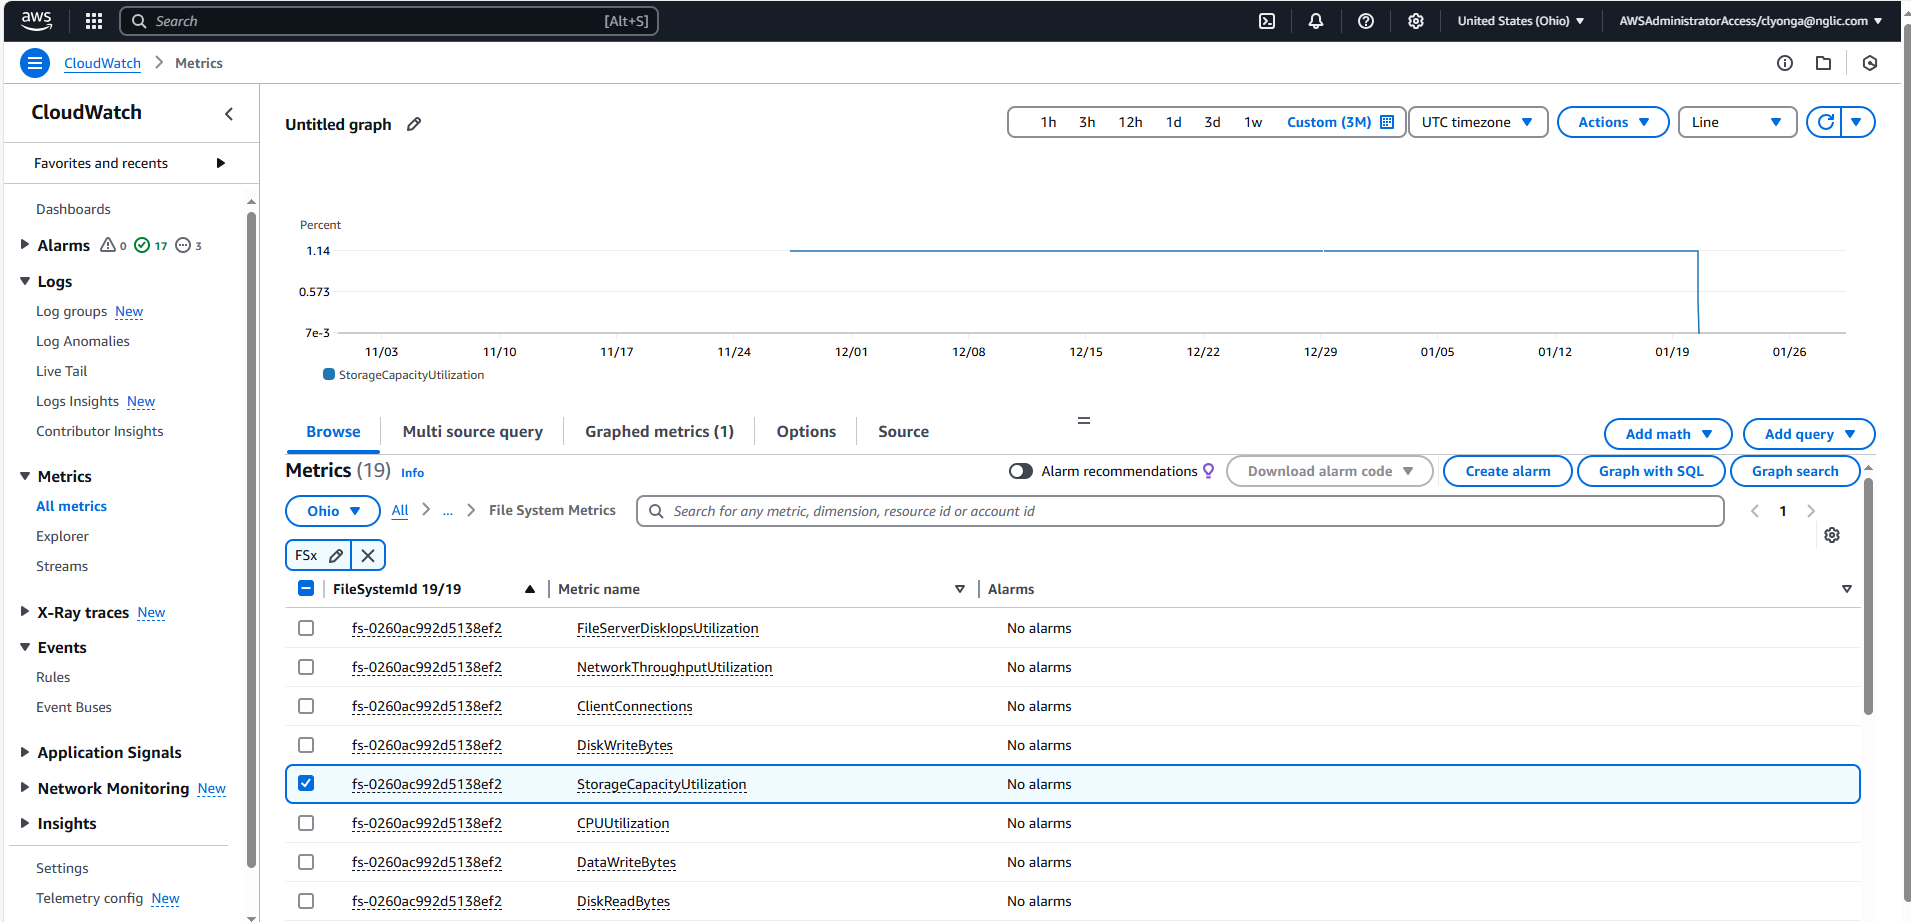 aws
Search [Alt+S]
United States (Ohio)
AWSAdministratorAccess/clyonga@nglic.com
CloudWatch
Metrics
CloudWatch
Favorites and recents
Dashboards
Alarms 0 17 3
Logs
Log groups New
Log Anomalies
Live Tail
Logs Insights New
Contributor Insights
Metrics
All metrics
Explorer
Streams
X-Ray traces New
Events
Rules
Event Buses
Application Signals
Network Monitoring New
Insights
Settings
Telemetry config New
Untitled graph
1h 3h 12h 1d 3d 1w Custom (3M)
UTC timezone
Actions
Line
Percent
1.14
0.573
7e-3
11/03 11/10 11/17 11/24 12/01 12/08 12/15 12/22 12/29 01/05 01/12 01/19 01/26
StorageCapacityUtilization
Browse
Multi source query
Graphed metrics (1)
Options
Source
Add math
Add query
Metrics (19) Info
Alarm recommendations
Download alarm code
Create alarm
Graph with SQL
Graph search
Ohio
All
...
File System Metrics
Search for any metric, dimension, resource id or account id
1
FSx
FileSystemId 19/19 Metric name Alarms
fs-0260ac992d5138ef2 FileServerDiskIopsUtilization No alarms
fs-0260ac992d5138ef2 NetworkThroughputUtilization No alarms
fs-0260ac992d5138ef2 ClientConnections No alarms
fs-0260ac992d5138ef2 DiskWriteBytes No alarms
fs-0260ac992d5138ef2 StorageCapacityUtilization No alarms
fs-0260ac992d5138ef2 CPUUtilization No alarms
fs-0260ac992d5138ef2 DataWriteBytes No alarms
fs-0260ac992d5138ef2 DiskReadBytes No alarms